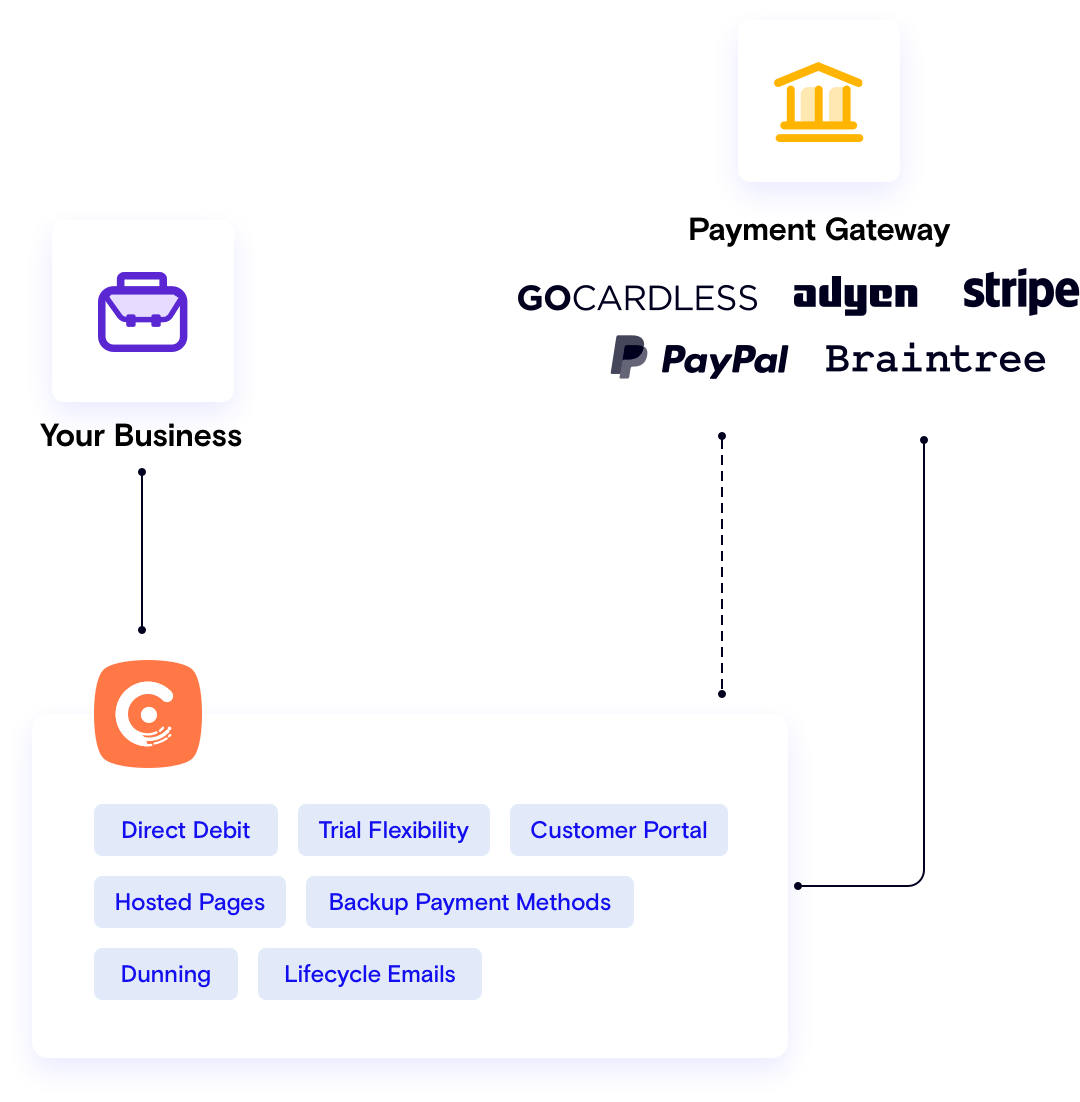 Payment Gateway
GOCARDLESS adyen stripe
PayPal Braintree
Your Business
Direct Debit Trial Flexibility Customer Portal
Hosted Pages Backup Payment Methods
Dunning Lifecycle Emails